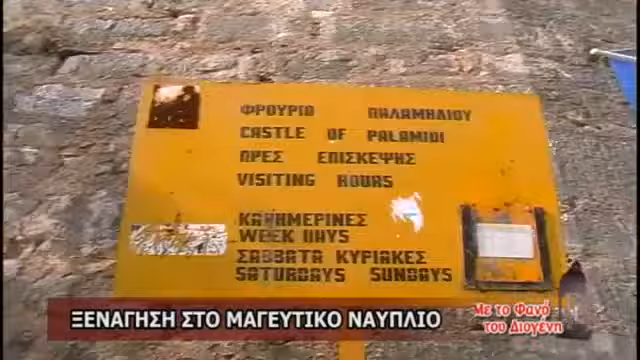 ΦΡΟΥΡΙΟ ΠΑΛΑΜΗΔΙΟΥ
CASTLE OF PALAMIDI
ΩΡΕΣ ΕΠΙΣΚΕΨΗΣ
VISITING HOURS
ΚΑΘΗΜΕΡΙΝΕΣ
WEEK DAYS
ΣΑΒΒΑΤΑ ΚΥΡΙΑΚΕΣ
SATURDAYS SUNDAYS
ΞΕΝΑΓΗΣΗ ΣΤΟ ΜΑΓΕΥΤΙΚΟ ΝΑΥΠΛΙΟ
Με το Φανό
του Διογένη